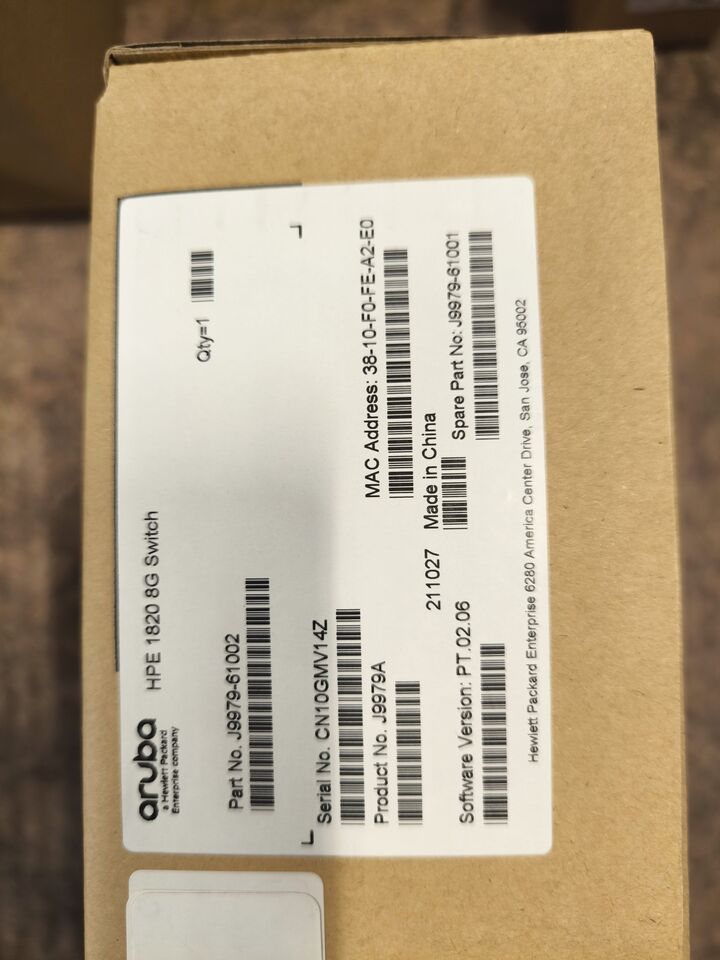 aruba
a Hewlett Packard
Enterprise company
HPE 1820 8G Switch
Qty=1
Part No. J9979-61002
Serial No. CN10GMV14Z
MAC Address: 38-10-F0-FE-A2-E0
Product No. J9979A
211027 Made in China
Software Version: PT.02.06
Spare Part No: J9979-61001
Hewlett Packard Enterprise 6280 America Center Drive, San Jose, CA 95002